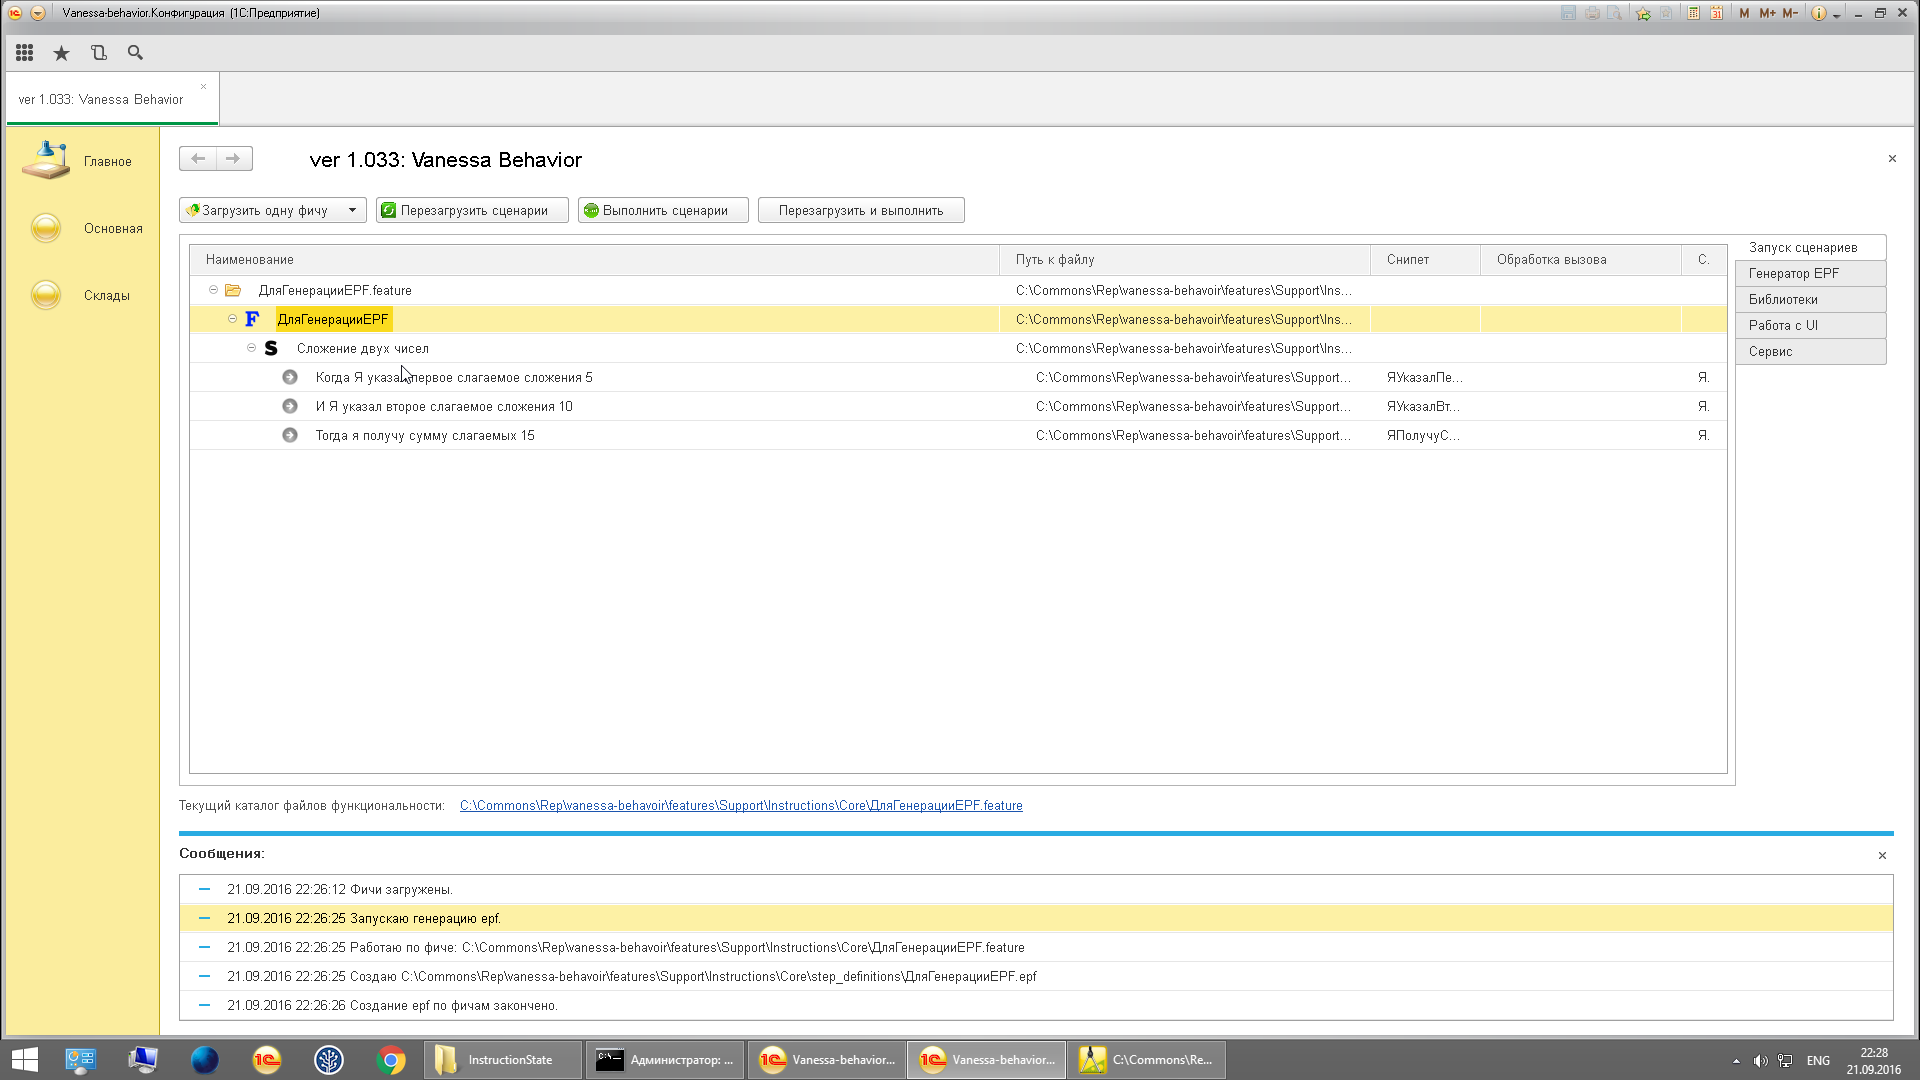 Vanessa-behavior.Конфигурация (1С:Предприятие)
31 M M+ M- i
ver 1.033: Vanessa Behavior
Главное
Основная
Склады
ver 1.033: Vanessa Behavior
Загрузить одну фичу Перезагрузить сценарии Выполнить сценарии Перезагрузить и выполнить
Запуск сценариев
Генератор EPF
Библиотеки
Работа с UI
Сервис
Наименование Путь к файлу Снипет Обработка вызова С.
ДляГенерацииEPF.feature C:\Commons\Rep\vanessa-behavoir\features\Support\Ins...
F ДляГенерацииEPF C:\Commons\Rep\vanessa-behavoir\features\Support\Ins...
S Сложение двух чисел C:\Commons\Rep\vanessa-behavoir\features\Support\Ins...
Когда Я указал первое слагаемое сложения 5 C:\Commons\Rep\vanessa-behavoir\features\Support... ЯУказалПе... Я.
И Я указал второе слагаемое сложения 10 C:\Commons\Rep\vanessa-behavoir\features\Support... ЯУказалВт... Я.
Тогда я получу сумму слагаемых 15 C:\Commons\Rep\vanessa-behavoir\features\Support... ЯПолучуС... Я.
Текущий каталог файлов функциональности: C:\Commons\Rep\vanessa-behavoir\features\Support\Instructions\Core\ДляГенерацииEPF.feature
Сообщения:
21.09.2016 22:26:12 Фичи загружены.
21.09.2016 22:26:25 Запускаю генерацию epf.
21.09.2016 22:26:25 Работаю по фиче: C:\Commons\Rep\vanessa-behavoir\features\Support\Instructions\Core\ДляГенерацииEPF.feature
21.09.2016 22:26:25 Создаю C:\Commons\Rep\vanessa-behavoir\features\Support\Instructions\Core\step_definitions\ДляГенерацииEPF.epf
21.09.2016 22:26:26 Создание epf по фичам закончено.
InstructionState Администратор: ... Vanessa-behavior... Vanessa-behavior... C:\Commons\Re... ENG 22:28
21.09.2016